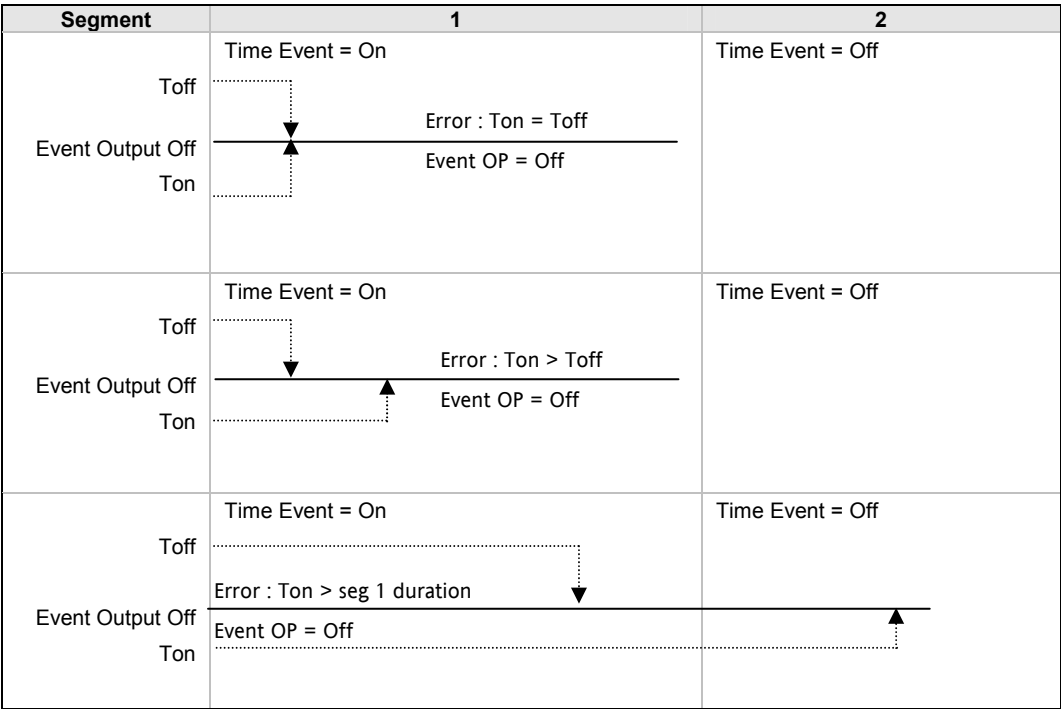 Segment 1 2
Time Event = On Time Event = Off
Toff
Error : Ton = Toff
Event Output Off
Event OP = Off
Ton
Time Event = On Time Event = Off
Toff
Error : Ton > Toff
Event Output Off
Event OP = Off
Ton
Time Event = On Time Event = Off
Toff
Error : Ton > seg 1 duration
Event Output Off
Event OP = Off
Ton